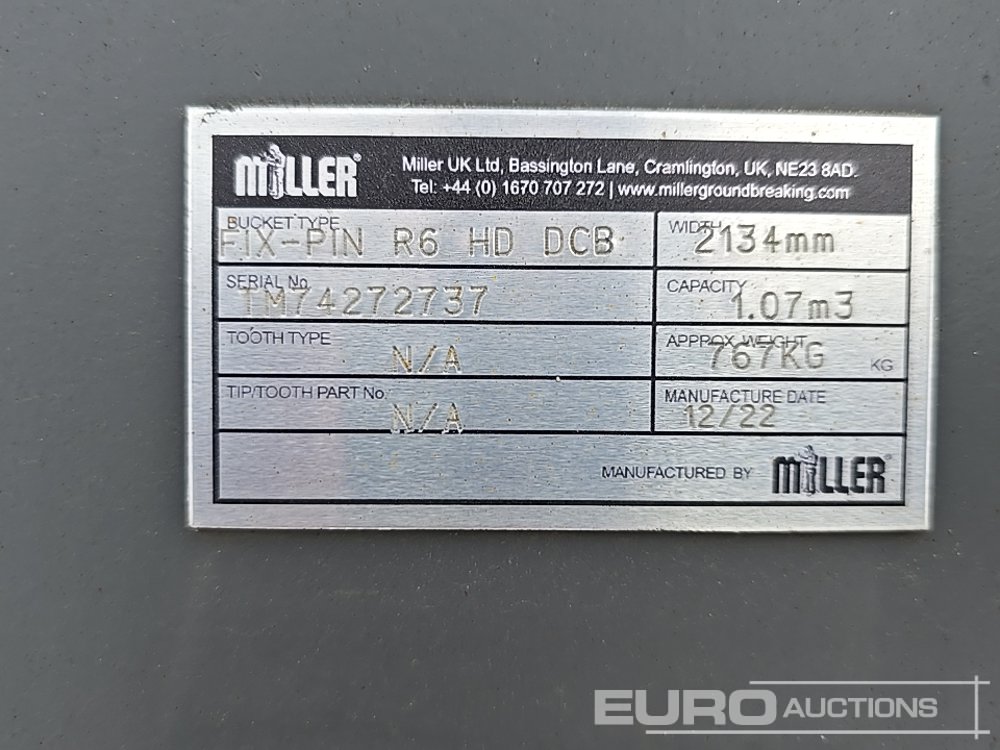 MILLER®
Miller UK Ltd, Bassington Lane, Cramlington, UK, NE23 8AD.
Tel: +44 (0) 1670 707 272 | www.millergroundbreaking.com
BUCKET TYPE
FIX-PIN R6 HD DCB
WIDTH
2134mm
SERIAL No.
TM74272737
CAPACITY
1.07m3
TOOTH TYPE
N/A
APPROX. WEIGHT
767KG
KG
TIP/TOOTH PART No.
N/A
MANUFACTURE DATE
12/22
MANUFACTURED BY MILLER®
EURO AUCTIONS